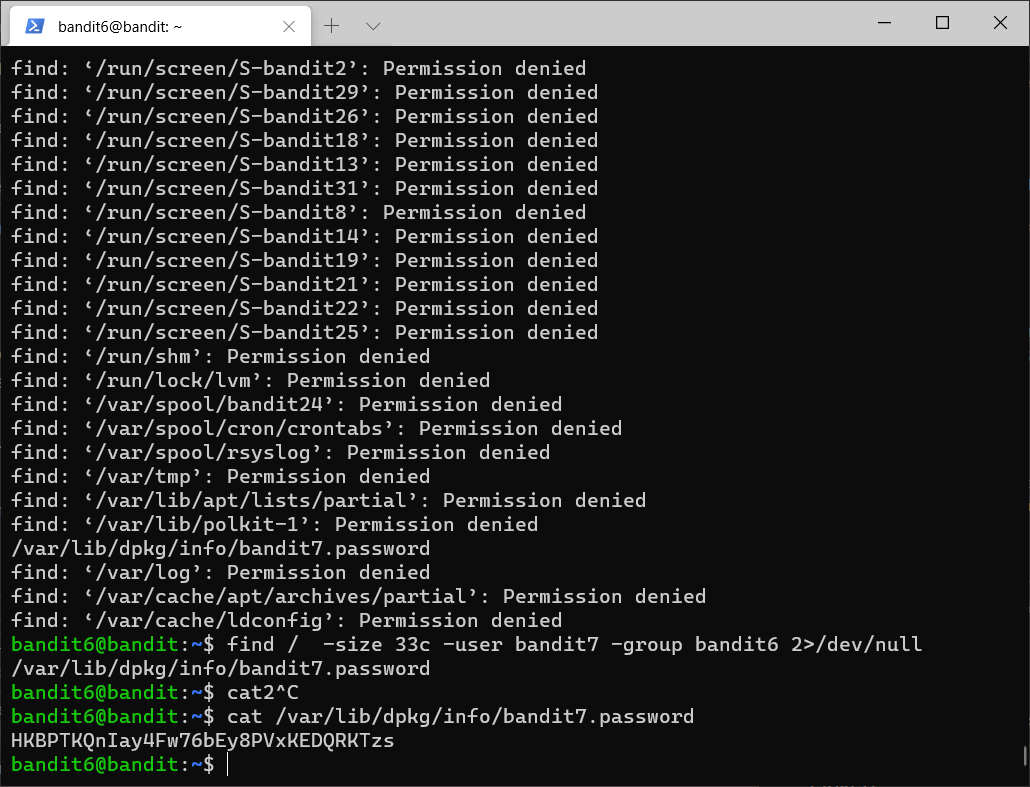 bandit6@bandit: ~
find: ‘/run/screen/S-bandit2’: Permission denied
find: ‘/run/screen/S-bandit29’: Permission denied
find: ‘/run/screen/S-bandit26’: Permission denied
find: ‘/run/screen/S-bandit18’: Permission denied
find: ‘/run/screen/S-bandit13’: Permission denied
find: ‘/run/screen/S-bandit31’: Permission denied
find: ‘/run/screen/S-bandit8’: Permission denied
find: ‘/run/screen/S-bandit14’: Permission denied
find: ‘/run/screen/S-bandit19’: Permission denied
find: ‘/run/screen/S-bandit21’: Permission denied
find: ‘/run/screen/S-bandit22’: Permission denied
find: ‘/run/screen/S-bandit25’: Permission denied
find: ‘/run/shm’: Permission denied
find: ‘/run/lock/lvm’: Permission denied
find: ‘/var/spool/bandit24’: Permission denied
find: ‘/var/spool/cron/crontabs’: Permission denied
find: ‘/var/spool/rsyslog’: Permission denied
find: ‘/var/tmp’: Permission denied
find: ‘/var/lib/apt/lists/partial’: Permission denied
find: ‘/var/lib/polkit-1’: Permission denied
/var/lib/dpkg/info/bandit7.password
find: ‘/var/log’: Permission denied
find: ‘/var/cache/apt/archives/partial’: Permission denied
find: ‘/var/cache/ldconfig’: Permission denied
bandit6@bandit:~$ find /  -size 33c -user bandit7 -group bandit6 2>/dev/null
/var/lib/dpkg/info/bandit7.password
bandit6@bandit:~$ cat2^C
bandit6@bandit:~$ cat /var/lib/dpkg/info/bandit7.password
HKBPTKQnIay4Fw76bEy8PVxKEDQRKTzs
bandit6@bandit:~$